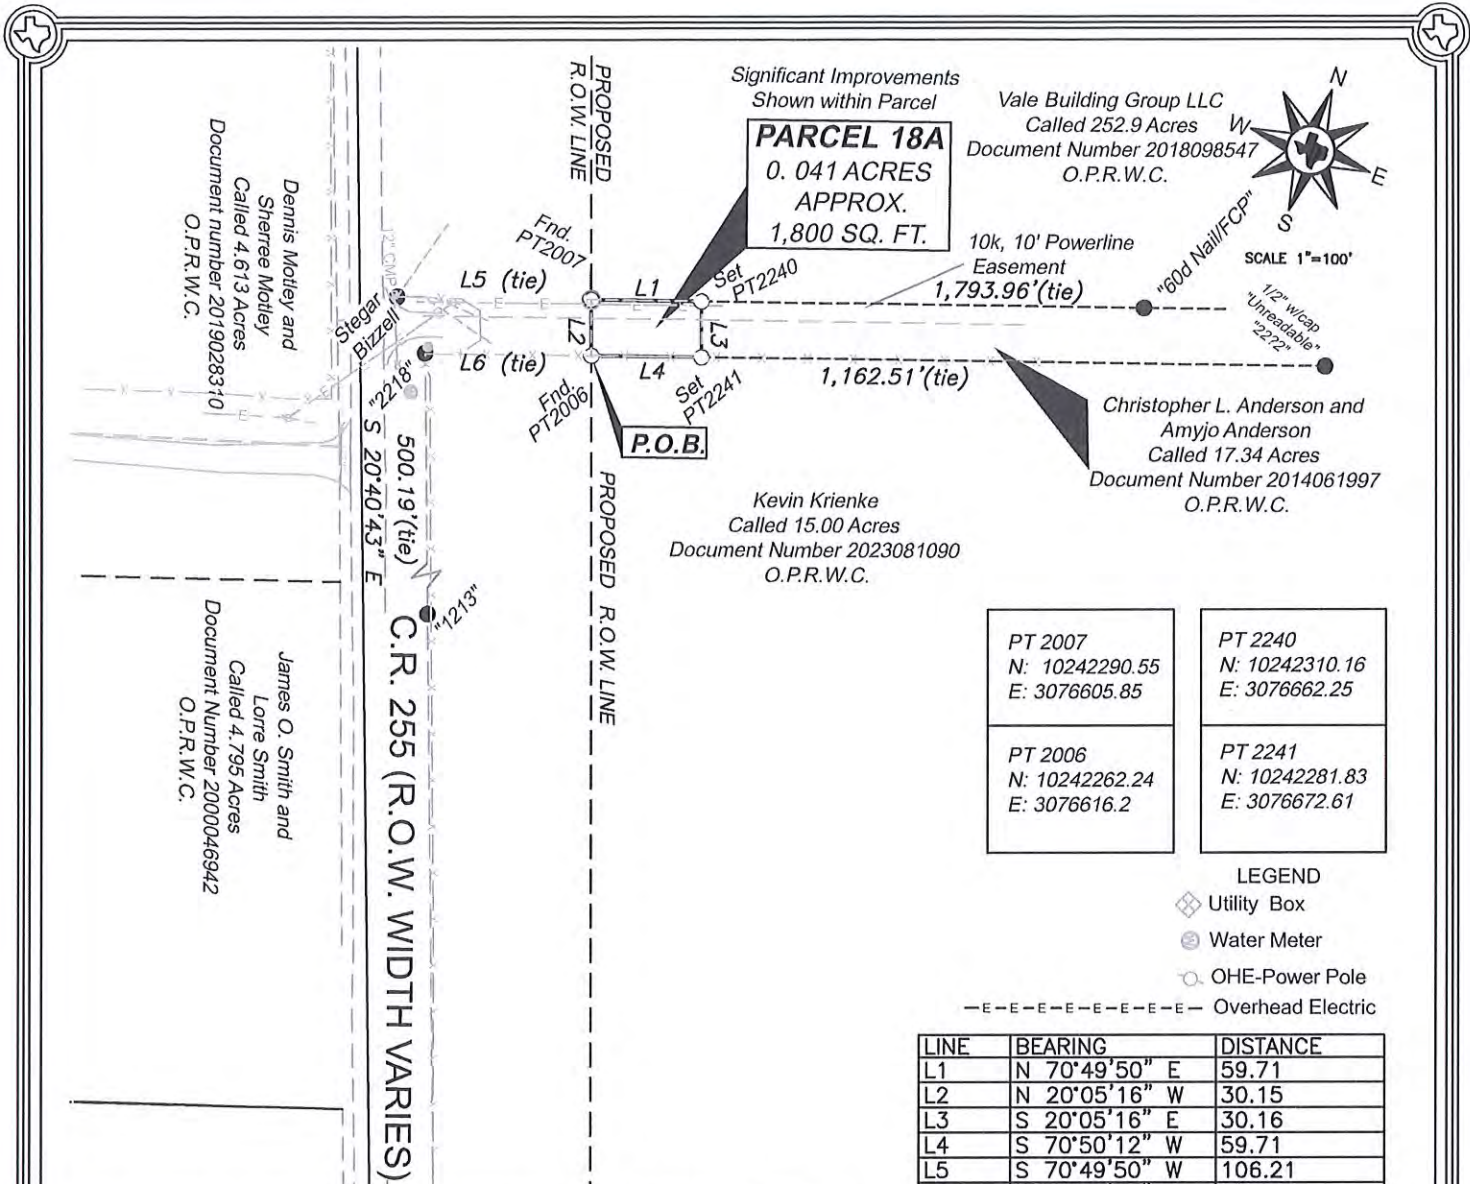 PROPOSED
R.O.W. LINE
Significant Improvements
Shown within Parcel
PARCEL 18A
0. 041 ACRES
APPROX.
1,800 SQ. FT.
Vale Building Group LLC
Called 252.9 Acres
Document Number 2018098547
O.P.R.W.C.
N
W
E
S
SCALE 1"=100'
Dennis Motley and
Sherree Motley
Called 4.613 Acres
Document number 2019028310
O.P.R.W.C.
12" CMP
Stegar
Bizzell
L5 (tie)
Fnd.
PT2007
L1
Set
PT2240
10k, 10' Powerline
Easement
1,793.96'(tie)
"60d Nail/FCP"
1/2" w/cap
"Unreadable"
"2222"
L2
L3
L6 (tie)
L4
"2218"
Fnd.
PT2006
Set
PT2241
1,162.51'(tie)
P.O.B.
Christopher L. Anderson and
Amyjo Anderson
Called 17.34 Acres
Document Number 2014061997
O.P.R.W.C.
Kevin Krienke
Called 15.00 Acres
Document Number 2023081090
O.P.R.W.C.
500.19'(tie)
S 20°40'43" E
"1213"
PROPOSED R.O.W. LINE
C.R. 255 (R.O.W. WIDTH VARIES)
James O. Smith and
Lorre Smith
Called 4.795 Acres
Document Number 2000046942
O.P.R.W.C.
PT 2007
N: 10242290.55
E: 3076605.85
PT 2240
N: 10242310.16
E: 3076662.25
PT 2006
N: 10242262.24
E: 3076616.2
PT 2241
N: 10242281.83
E: 3076672.61
LEGEND
Utility Box
Water Meter
OHE-Power Pole
—E—E—E—E—E—E—E—E— Overhead Electric
LINE BEARING DISTANCE
L1 N 70°49'50" E 59.71
L2 N 20°05'16" W 30.15
L3 S 20°05'16" E 30.16
L4 S 70°50'12" W 59.71
L5 S 70°49'50" W 106.21